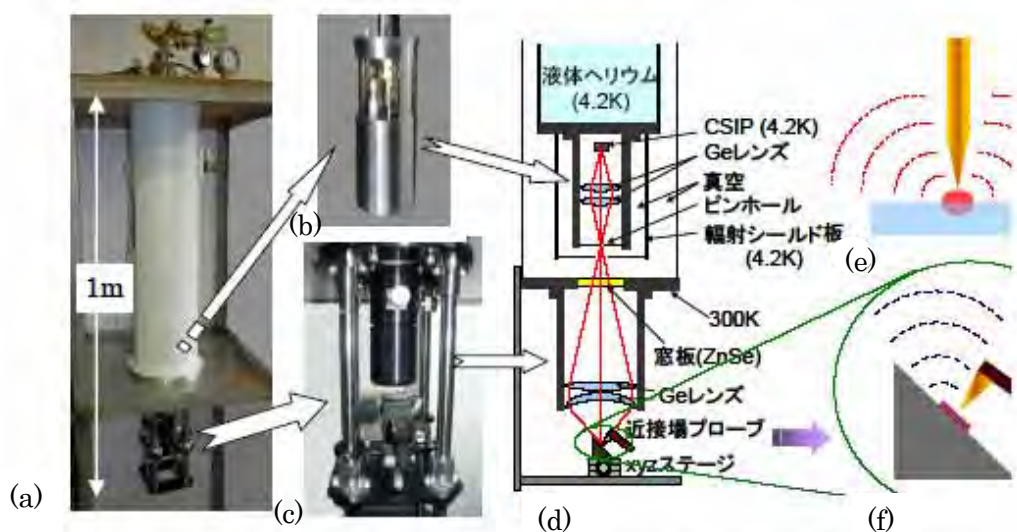 1m
(a)
(b)
(c)
液体ヘリウム
(4.2K)
CSIP (4.2K)
Geレンズ
真空
ピンホール
輻射シールド板
(4.2K)
300K
窓板(ZnSe)
Geレンズ
近接場プローブ
xyzステージ
(d)
(e)
(f)